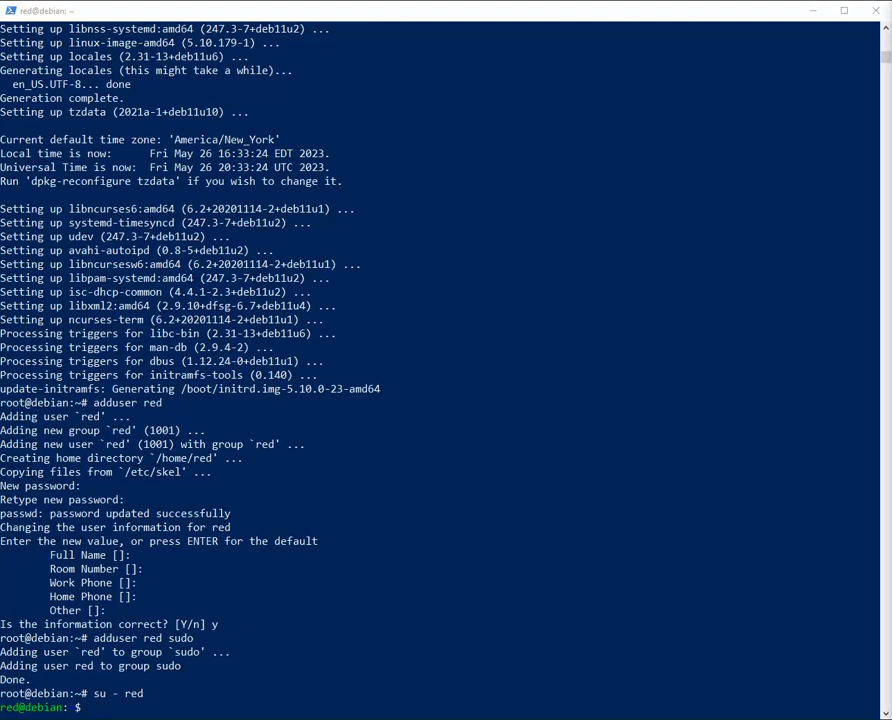 red@debian: ~
Setting up libnss-systemd:amd64 (247.3-7+deb11u2) ...
Setting up linux-image-amd64 (5.10.179-1) ...
Setting up locales (2.31-13+deb11u6) ...
Generating locales (this might take a while)...
  en_US.UTF-8... done
Generation complete.
Setting up tzdata (2021a-1+deb11u10) ...

Current default time zone: 'America/New_York'
Local time is now:      Fri May 26 16:33:24 EDT 2023.
Universal Time is now:  Fri May 26 20:33:24 UTC 2023.
Run 'dpkg-reconfigure tzdata' if you wish to change it.

Setting up libncurses6:amd64 (6.2+20201114-2+deb11u1) ...
Setting up systemd-timesyncd (247.3-7+deb11u2) ...
Setting up udev (247.3-7+deb11u2) ...
Setting up avahi-autoipd (0.8-5+deb11u2) ...
Setting up libncursesw6:amd64 (6.2+20201114-2+deb11u1) ...
Setting up libpam-systemd:amd64 (247.3-7+deb11u2) ...
Setting up isc-dhcp-common (4.4.1-2.3+deb11u2) ...
Setting up libxml2:amd64 (2.9.10+dfsg-6.7+deb11u4) ...
Setting up ncurses-term (6.2+20201114-2+deb11u1) ...
Processing triggers for libc-bin (2.31-13+deb11u6) ...
Processing triggers for man-db (2.9.4-2) ...
Processing triggers for dbus (1.12.24-0+deb11u1) ...
Processing triggers for initramfs-tools (0.140) ...
update-initramfs: Generating /boot/initrd.img-5.10.0-23-amd64
root@debian:~# adduser red
Adding user `red' ...
Adding new group `red' (1001) ...
Adding new user `red' (1001) with group `red' ...
Creating home directory `/home/red' ...
Copying files from `/etc/skel' ...
New password:
Retype new password:
passwd: password updated successfully
Changing the user information for red
Enter the new value, or press ENTER for the default
        Full Name []:
        Room Number []:
        Work Phone []:
        Home Phone []:
        Other []:
Is the information correct? [Y/n] y
root@debian:~# adduser red sudo
Adding user `red' to group `sudo' ...
Adding user red to group sudo
Done.
root@debian:~# su - red
red@debian: $